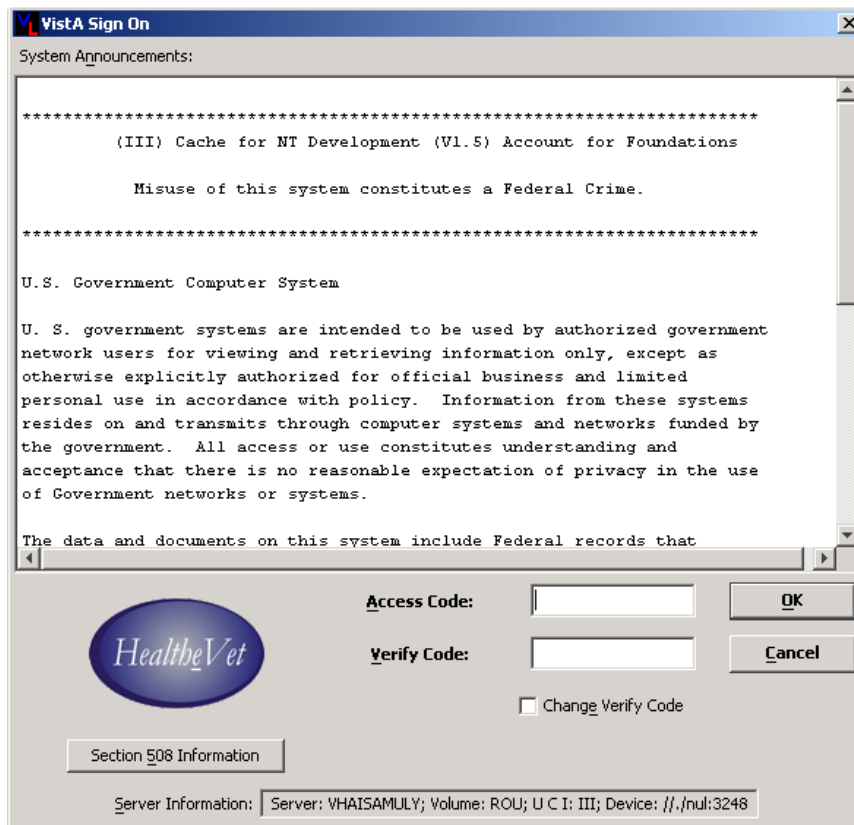 VL VistA Sign On
System Announcements:
*************************************************************************
(III) Cache for NT Development (V1.5) Account for Foundations
Misuse of this system constitutes a Federal Crime.
*************************************************************************
U.S. Government Computer System
U. S. government systems are intended to be used by authorized government
network users for viewing and retrieving information only, except as
otherwise explicitly authorized for official business and limited
personal use in accordance with policy.  Information from these systems
resides on and transmits through computer systems and networks funded by
the government.  All access or use constitutes understanding and
acceptance that there is no reasonable expectation of privacy in the use
of Government networks or systems.
The data and documents on this system include Federal records that
Access Code:
OK
HealtheVet
Verify Code:
Cancel
Change Verify Code
Section 508 Information
Server Information: Server: VHAISAMULY; Volume: ROU; U C I: III; Device: //./nul:3248